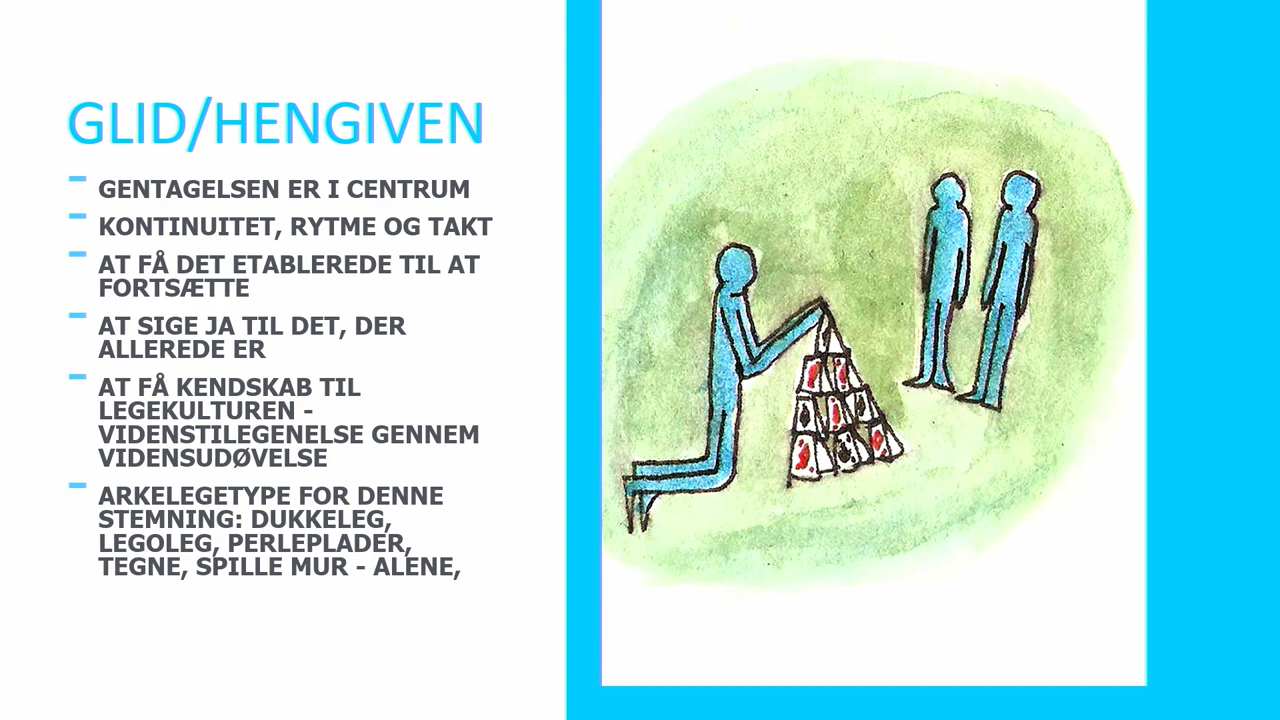 GLID/HENGIVEN
- GENTAGELSEN ER I CENTRUM
- KONTINUITET, RYTME OG TAKT
- AT FÅ DET ETABLEREDE TIL AT
FORTSÆTTE
- AT SIGE JA TIL DET, DER
ALLEREDE ER
- AT FÅ KENDSKAB TIL
LEGEKULTUREN -
VIDENSTILEGENELSE GENNEM
VIDENSUDØVELSE
- ARKELEGETYPE FOR DENNE
STEMNING: DUKKELEG,
LEGOLEG, PERLEPLADER,
TEGNE, SPILLE MUR - ALENE,